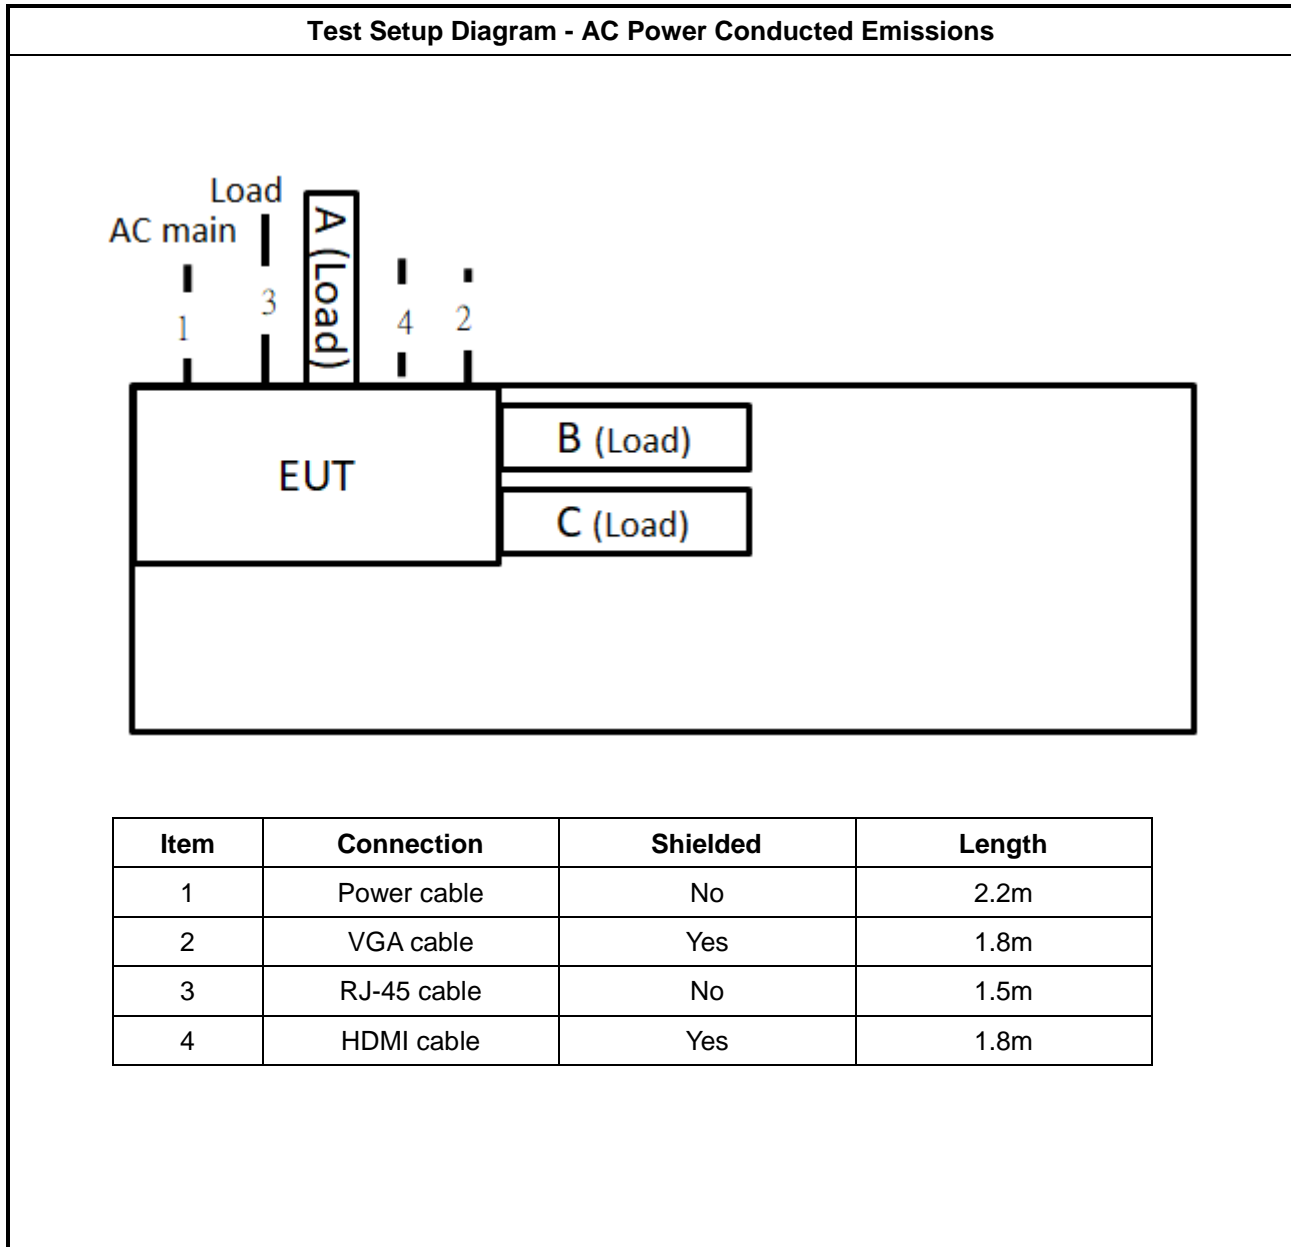 Test Setup Diagram - AC Power Conducted Emissions
Load
AC main
A (Load)
1
3
4
2
EUT
B (Load)
C (Load)
Item Connection Shielded Length
1 Power cable No 2.2m
2 VGA cable Yes 1.8m
3 RJ-45 cable No 1.5m
4 HDMI cable Yes 1.8m